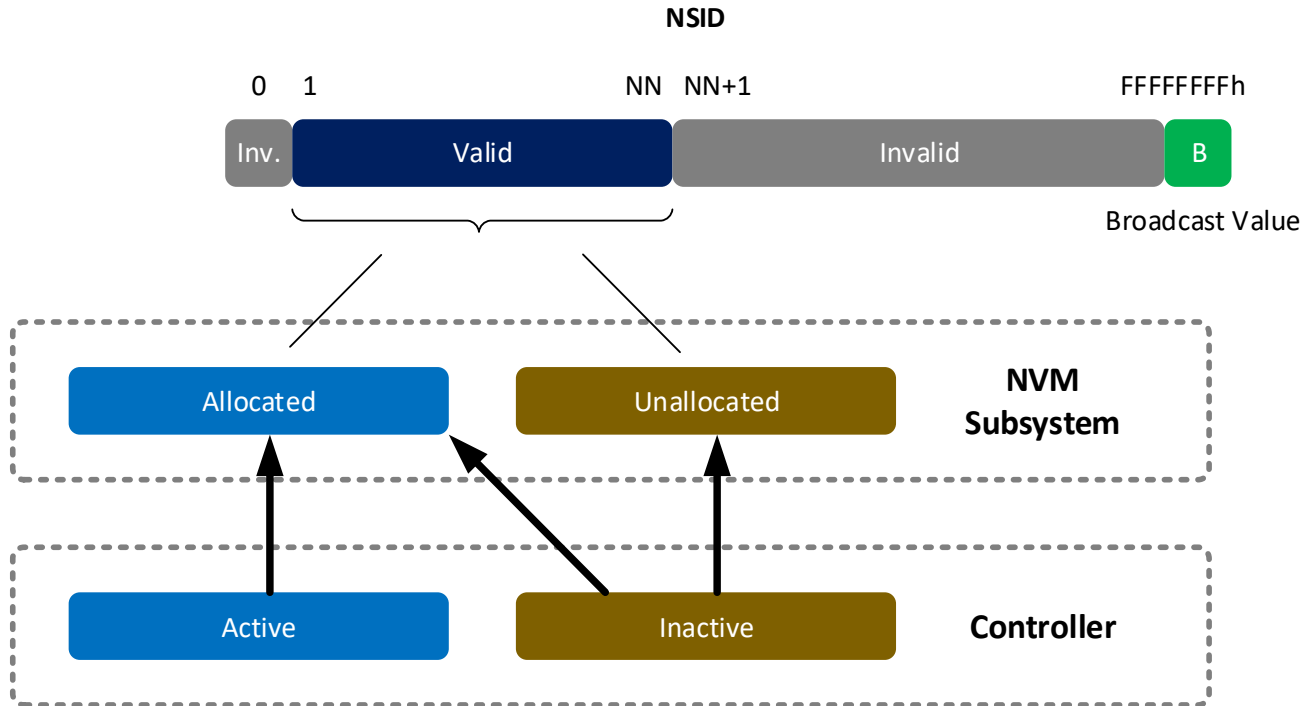 NSID
0 1 NN NN+1 FFFFFFFFh
Inv. Valid Invalid B
Broadcast Value
Allocated Unallocated NVM
Subsystem
Active Inactive Controller